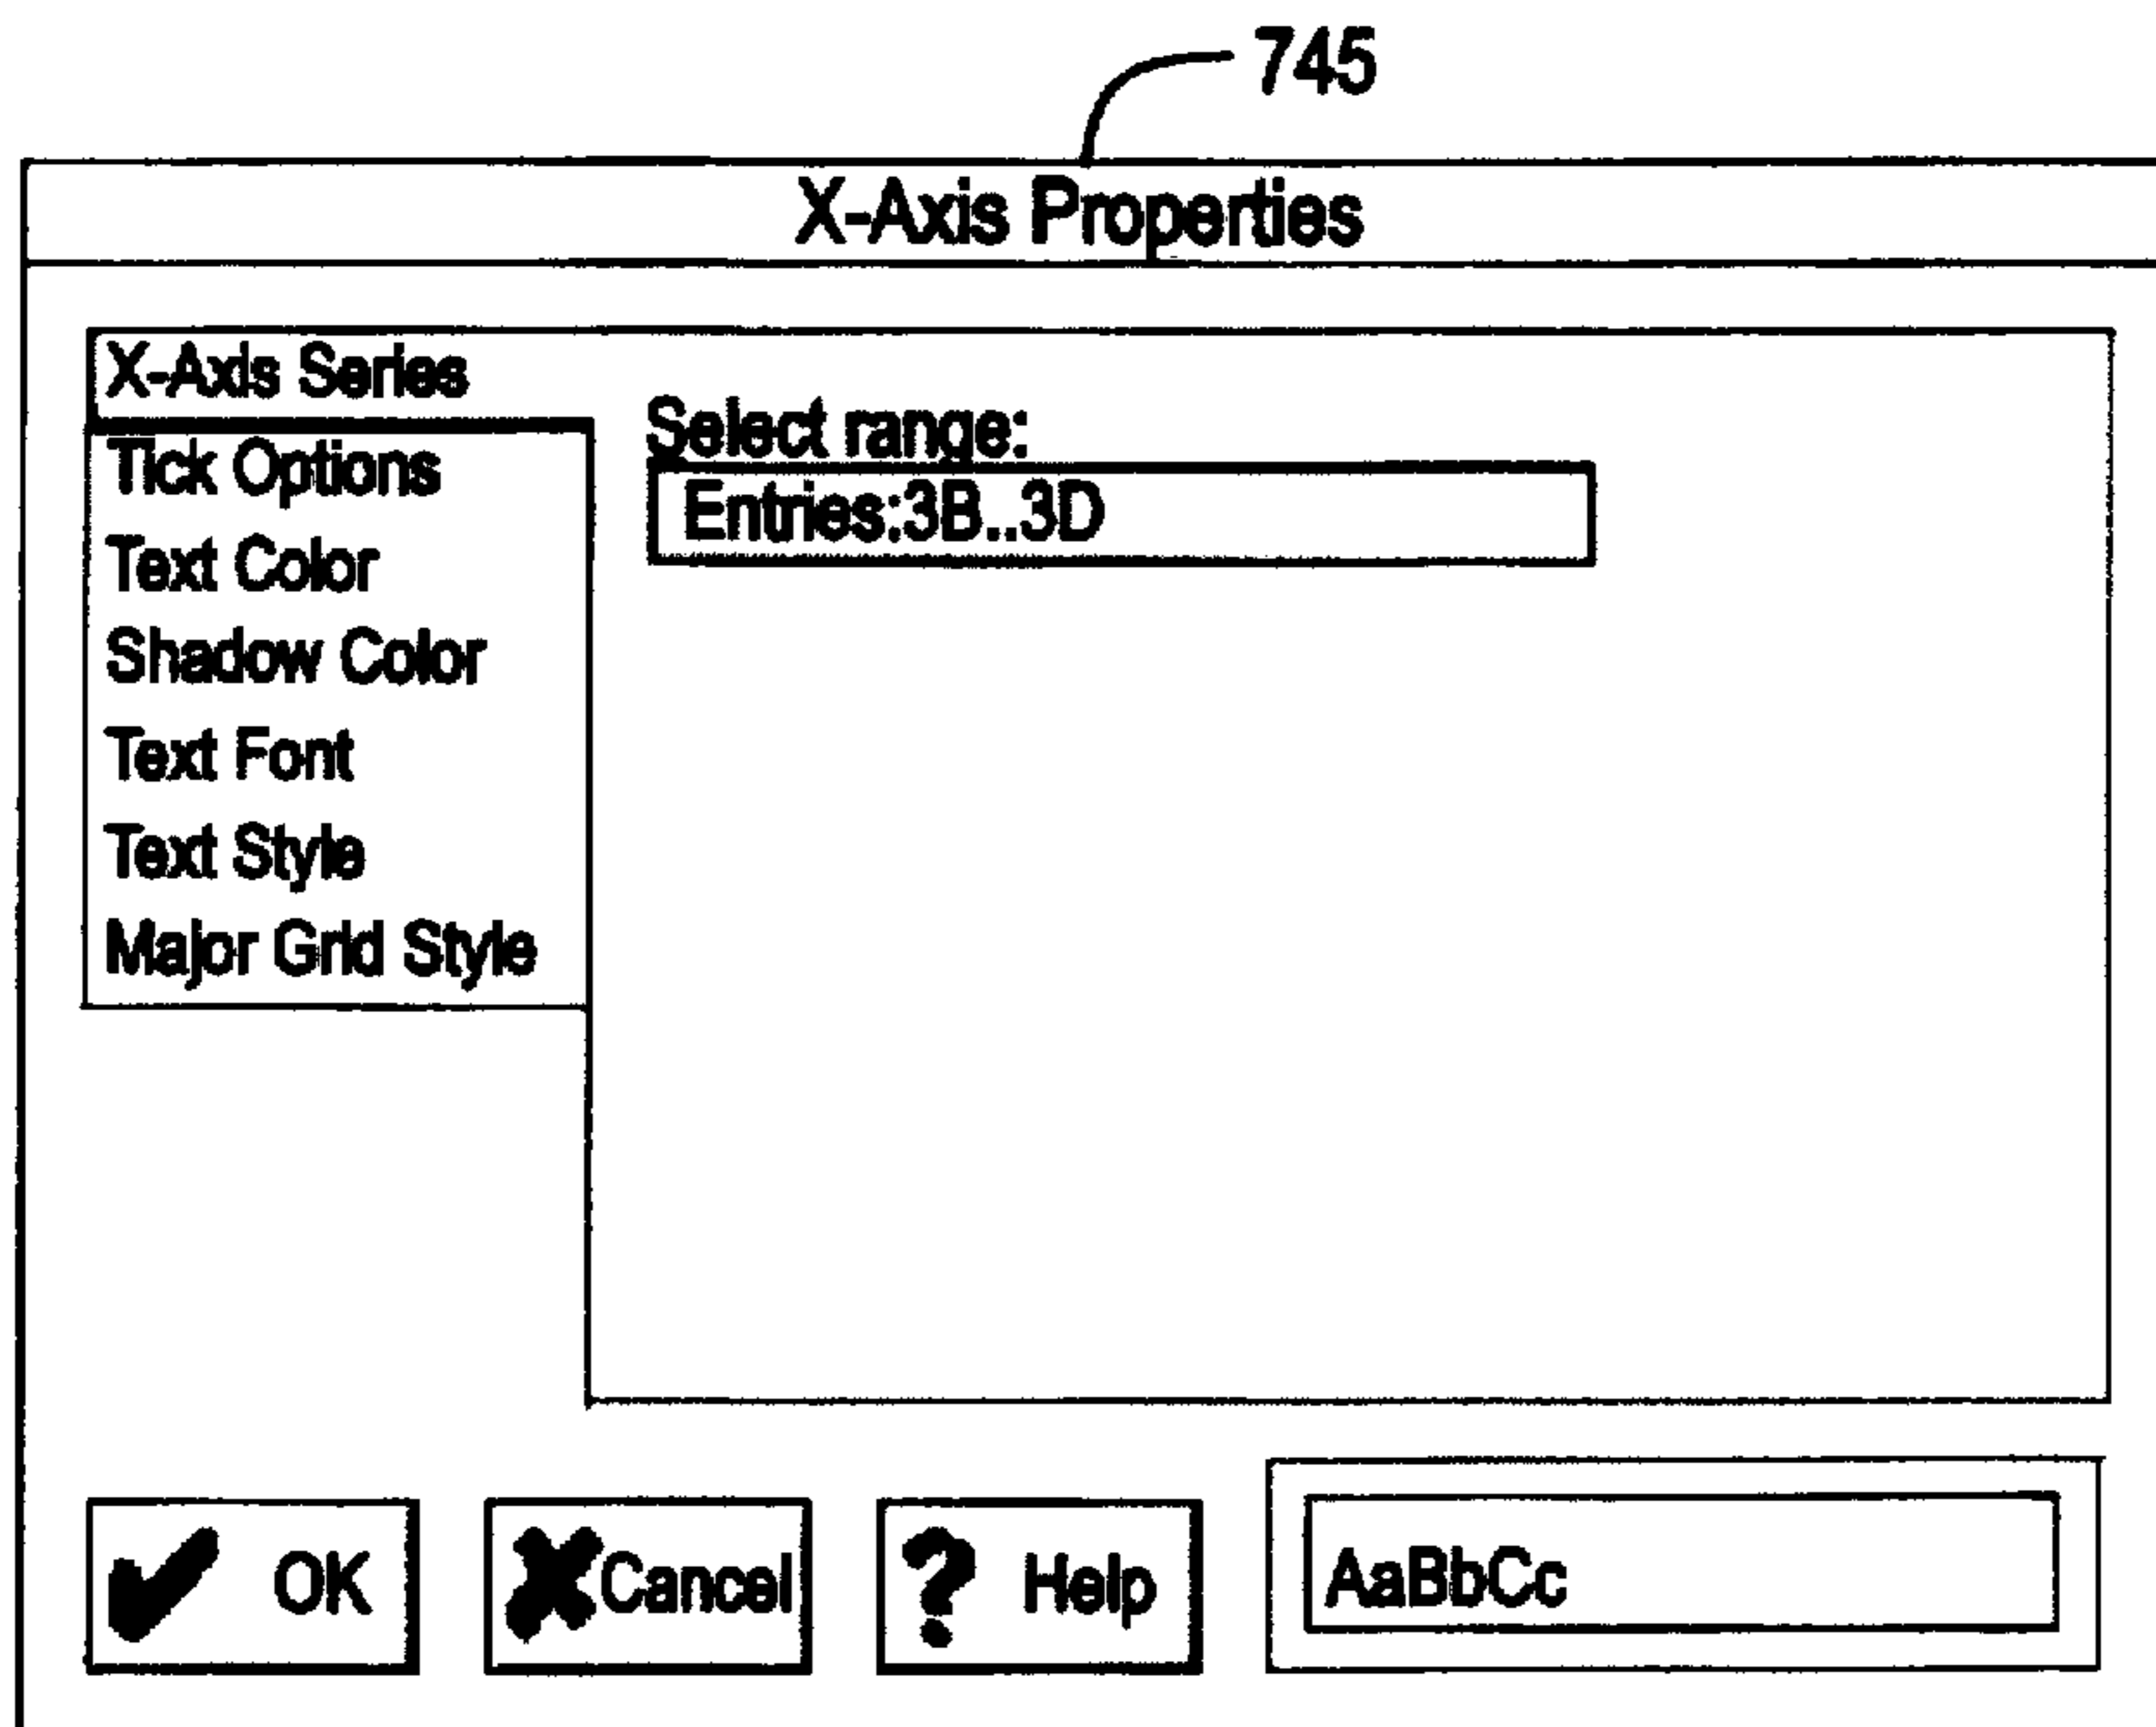 745
X-Axis Properties
X-Axis Series
Tick Options
Text Color
Shadow Color
Text Font
Text Style
Major Grid Style
Select range:
Entries:3B..3D
OK
Cancel
? Help
AaBbCc